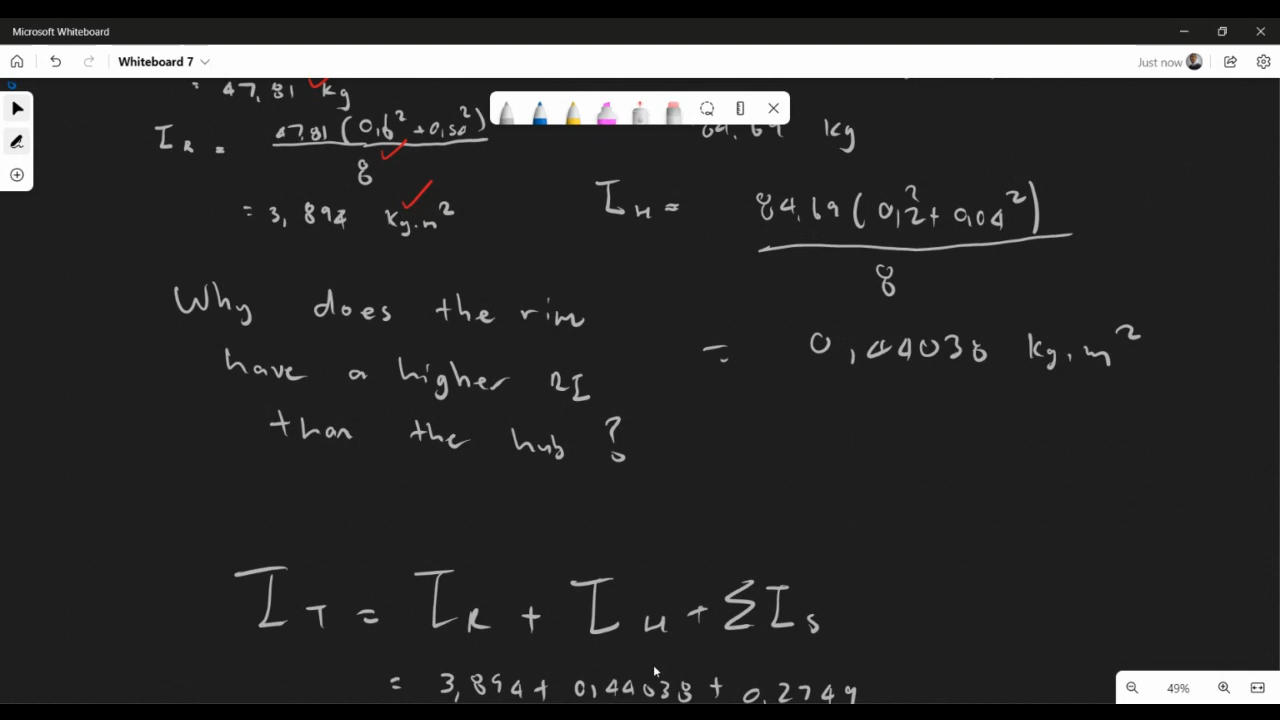 Microsoft Whiteboard
Whiteboard 7
Just now
= 47,81 kg
I_R = 47,81 (0,6² + 0,50²)
8
= 3,894 kg.m²
kg
I_H = 84,69 (0,2² + 0,04²)
8
= 0,44038 kg.m²
Why does the rim
have a higher I
than the hub ?
I_T = I_R + I_H + ΣI_S
= 3,894 + 0,44038 + 0,2749
49%